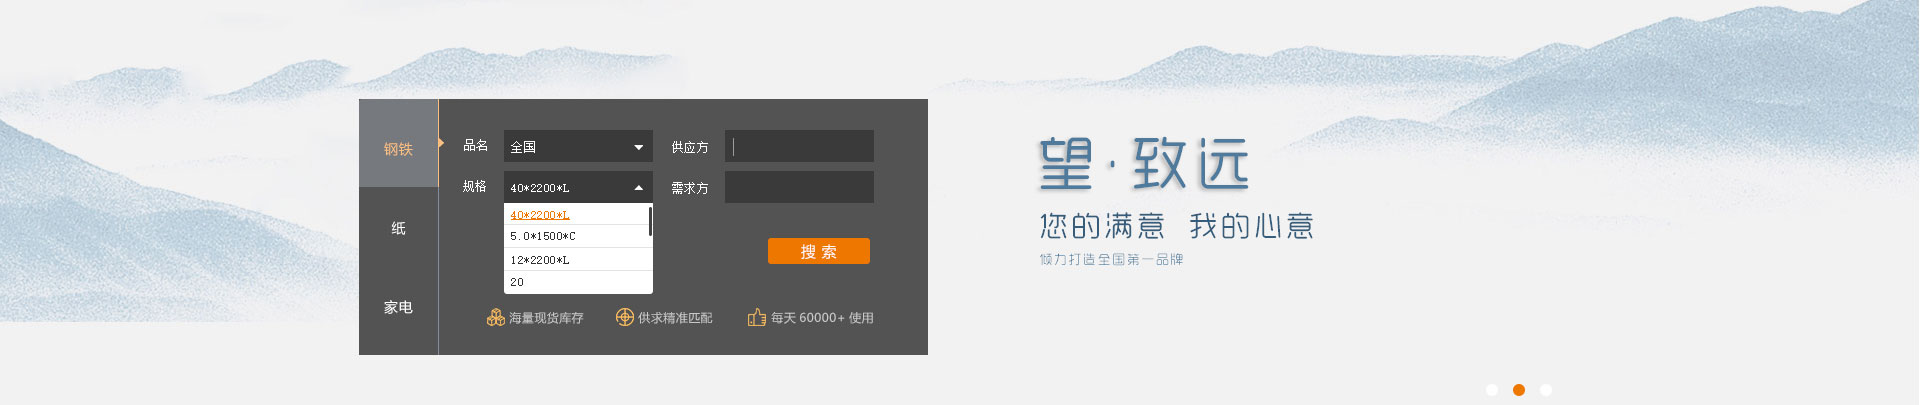 钢铁
纸
家电
品名 全国 供应方
规格 40*2200*L 需求方
40*2200*L
5.0*1500*C
12*2200*L
20
搜 索
海量现货库存 供求精准匹配 每天 60000+ 使用
望·致远
您的满意 我的心意
倾力打造全国第一品牌